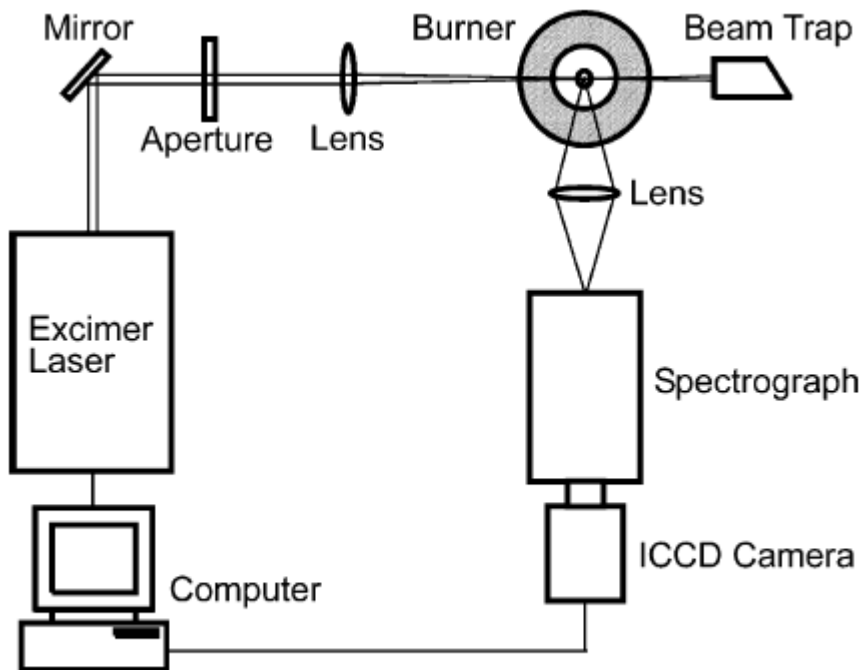 Mirror
Burner
Beam Trap
Aperture
Lens
Lens
Excimer
Laser
Spectrograph
ICCD Camera
Computer